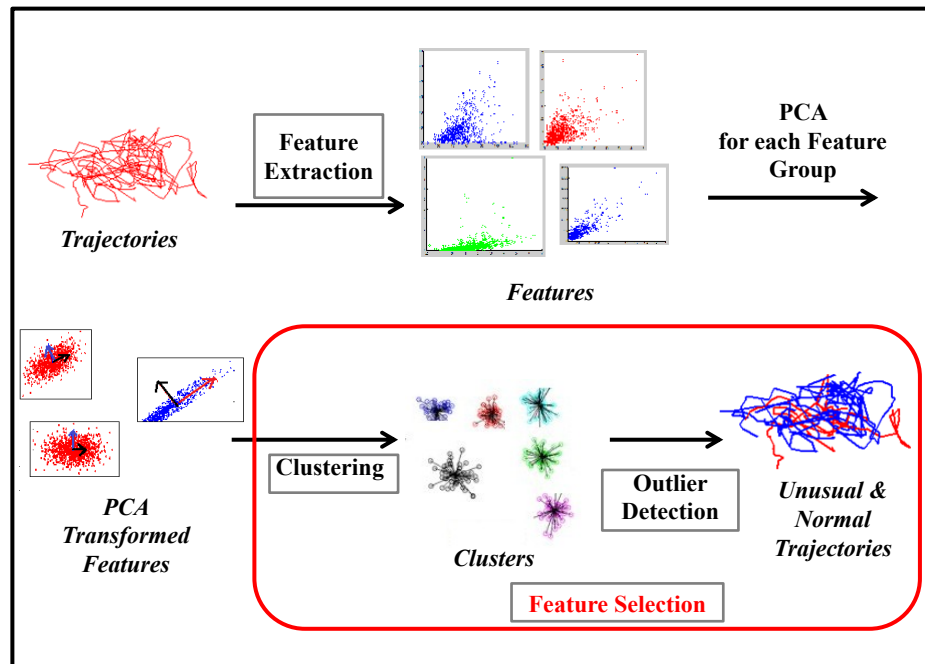 Feature
Extraction
PCA
for each Feature
Group
Trajectories
Features
Clustering
Outlier
Detection
PCA
Transformed
Features
Clusters
Unusual &
Normal
Trajectories
Feature Selection